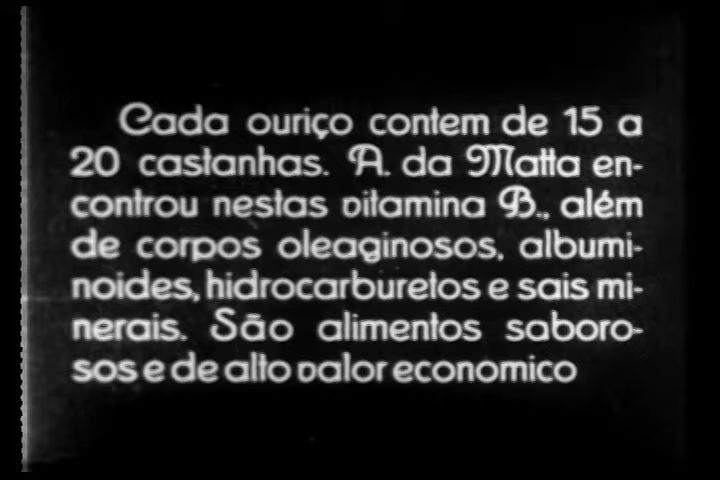 Cada ouriço contem de 15 a
20 castanhas. A. da Matta en-
controu nestas vitamina B., além
de corpos oleaginosos, albumi-
noides, hidrocarburetos e sais mi-
nerais. São alimentos saboro-
sos e de alto valor economico